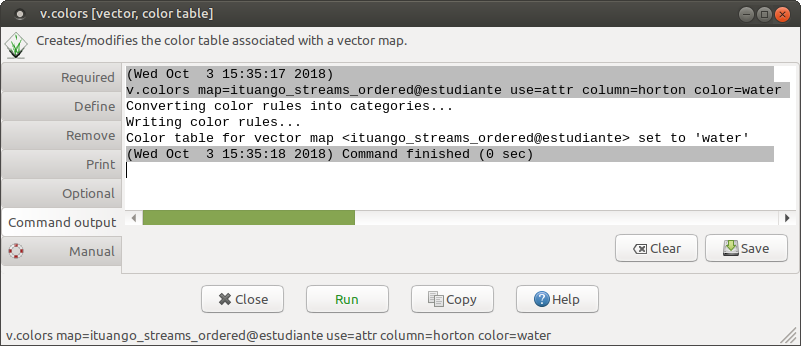 v.colors [vector, color table]
Creates/modifies the color table associated with a vector map.
Required
Define
Remove
Print
Optional
Command output
Manual
(Wed Oct  3 15:35:17 2018)
v.colors map=ituango_streams_ordered@estudiante use=attr column=horton color=water
Converting color rules into categories...
Writing color rules...
Color table for vector map <ituango_streams_ordered@estudiante> set to 'water'
(Wed Oct  3 15:35:18 2018) Command finished (0 sec)
Clear
Save
Close
Run
Copy
Help
v.colors map=ituango_streams_ordered@estudiante use=attr column=horton color=water